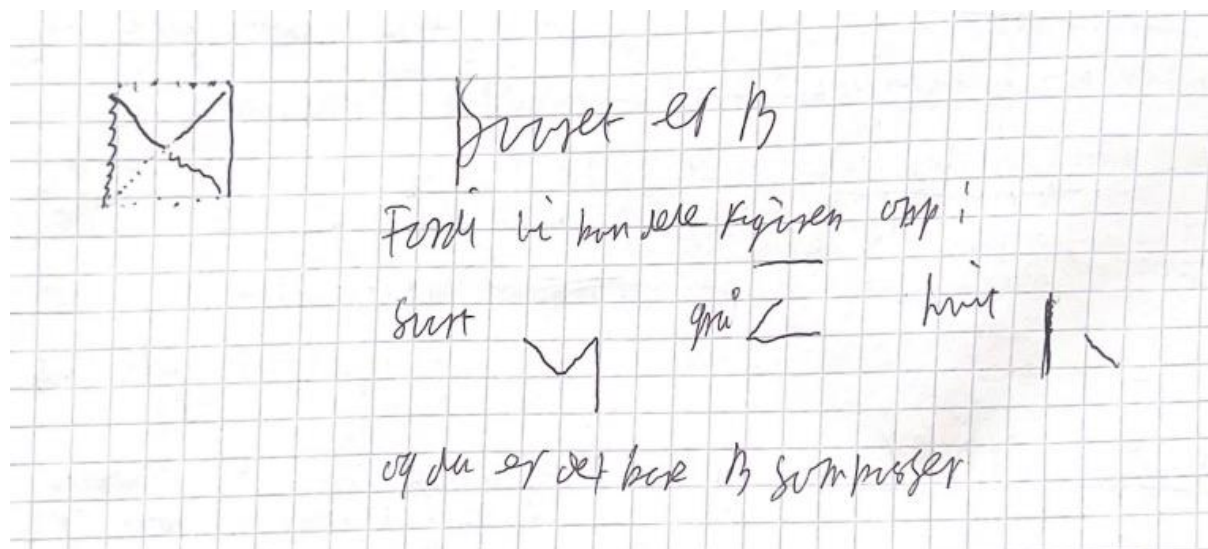 Svaret er B
Fordi vi kan dele figuren opp i
Svart grå hvit
og da er det bare B som passer